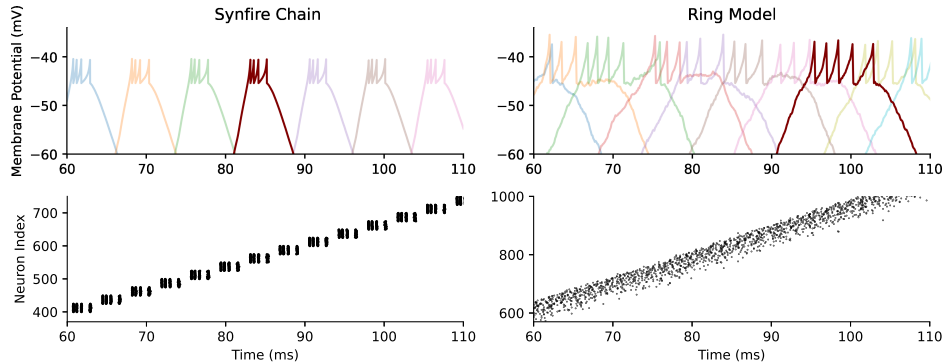 Synfire Chain
Ring Model
Membrane Potential (mV)
−40
−50
−60
60 70 80 90 100 110
−40
−50
−60
60 70 80 90 100 110
Neuron Index
700
600
500
400
60 70 80 90 100 110
Time (ms)
1000
800
600
60 70 80 90 100 110
Time (ms)